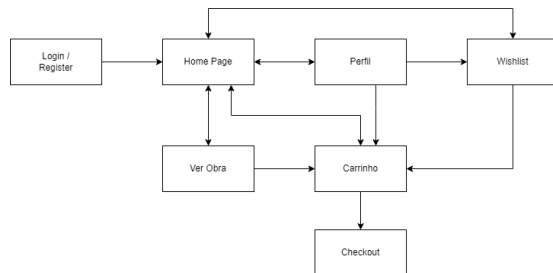 Login /
Register
Home Page
Perfil
Wishlist
Ver Obra
Carrinho
Checkout